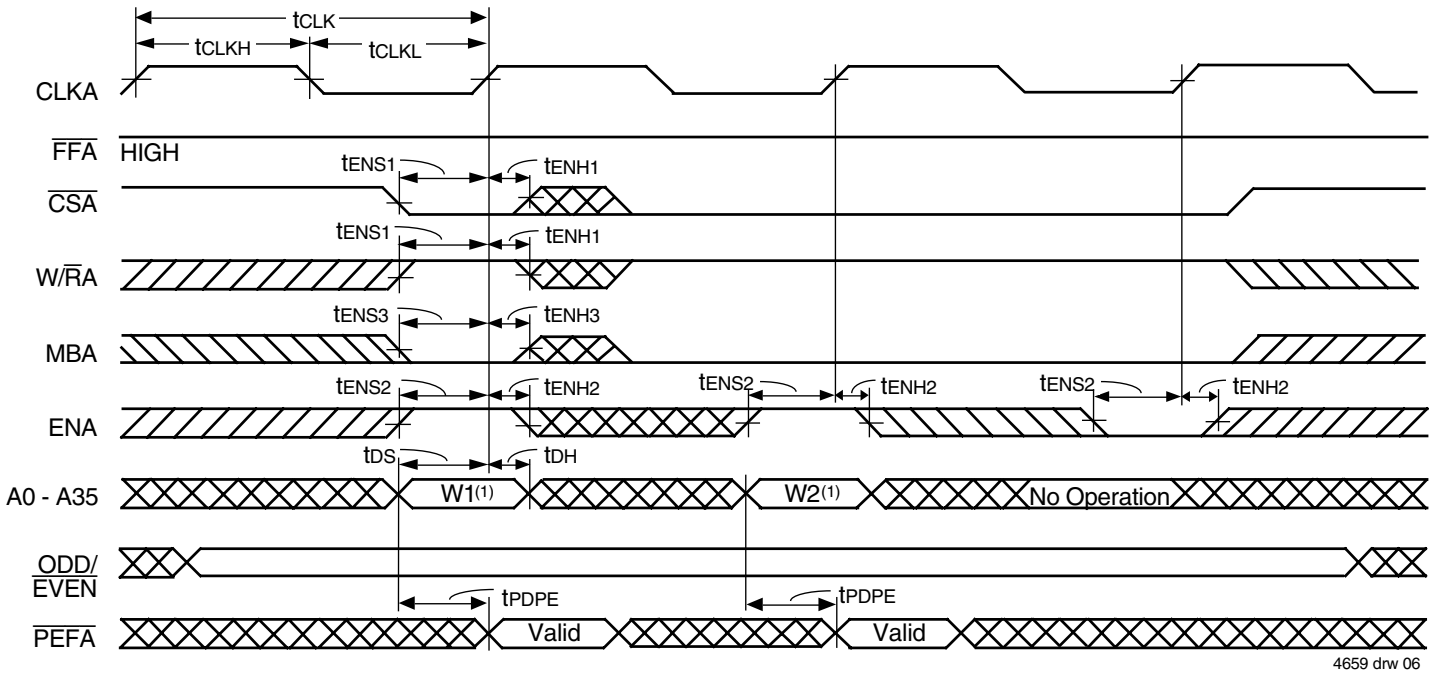 tCLK
tCLKH tCLKL
CLKA
FFA HIGH
tENS1 tENH1
CSA
tENS1 tENH1
W/RA
tENS3 tENH3
MBA
tENS2 tENH2 tENS2 tENH2 tENS2 tENH2
ENA
tDS tDH
A0 - A35 W1(1) W2(1) No Operation
ODD/
EVEN
tPDPE tPDPE
PEFA Valid Valid
4659 drw 06